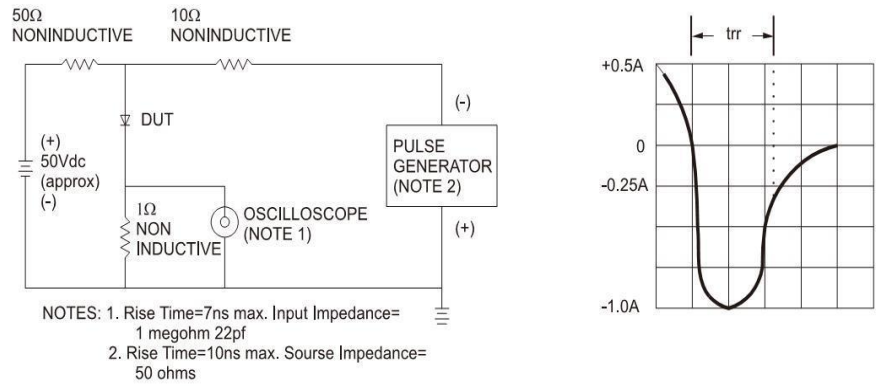 50Ω
NONINDUCTIVE
10Ω
NONINDUCTIVE
DUT
(+)
50Vdc
(approx)
(-)
1Ω
NON
INDUCTIVE
OSCILLOSCOPE
(NOTE 1)
(-)
PULSE
GENERATOR
(NOTE 2)
(+)
NOTES: 1. Rise Time=7ns max. Input Impedance=
1 megohm 22pf
2. Rise Time=10ns max. Sourse Impedance=
50 ohms
trr
+0.5A
0
-0.25A
-1.0A